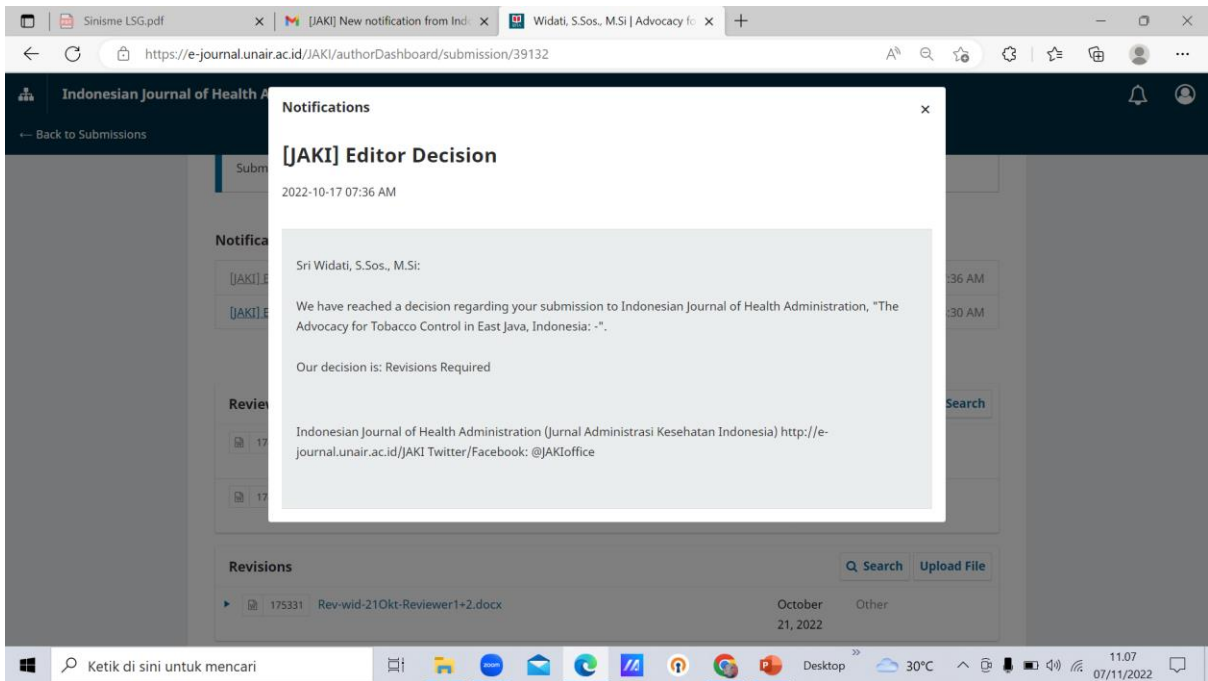 Sinisme LSG.pdf
[JAKI] New notification from Ind
Widati, S.Sos., M.Si | Advocacy fo
https://e-journal.unair.ac.id/JAKI/authorDashboard/submission/39132
Indonesian Journal of Health A
← Back to Submissions
Subm
Notifications
×
[JAKI] Editor Decision
2022-10-17 07:36 AM
Notifica
[JAKI] E
:36 AM
[JAKI] E
:30 AM
Sri Widati, S.Sos., M.Si:
We have reached a decision regarding your submission to Indonesian Journal of Health Administration, "The
Advocacy for Tobacco Control in East Java, Indonesia: -".
Our decision is: Revisions Required
Indonesian Journal of Health Administration (Jurnal Administrasi Kesehatan Indonesia) http://e-
journal.unair.ac.id/JAKI Twitter/Facebook: @JAKIoffice
Review
Search
17
17
Revisions
Search
Upload File
175331 Rev-wid-21Okt-Reviewer1+2.docx
October
21, 2022
Other
Ketik di sini untuk mencari
zoom
Desktop
30°C
11.07
07/11/2022